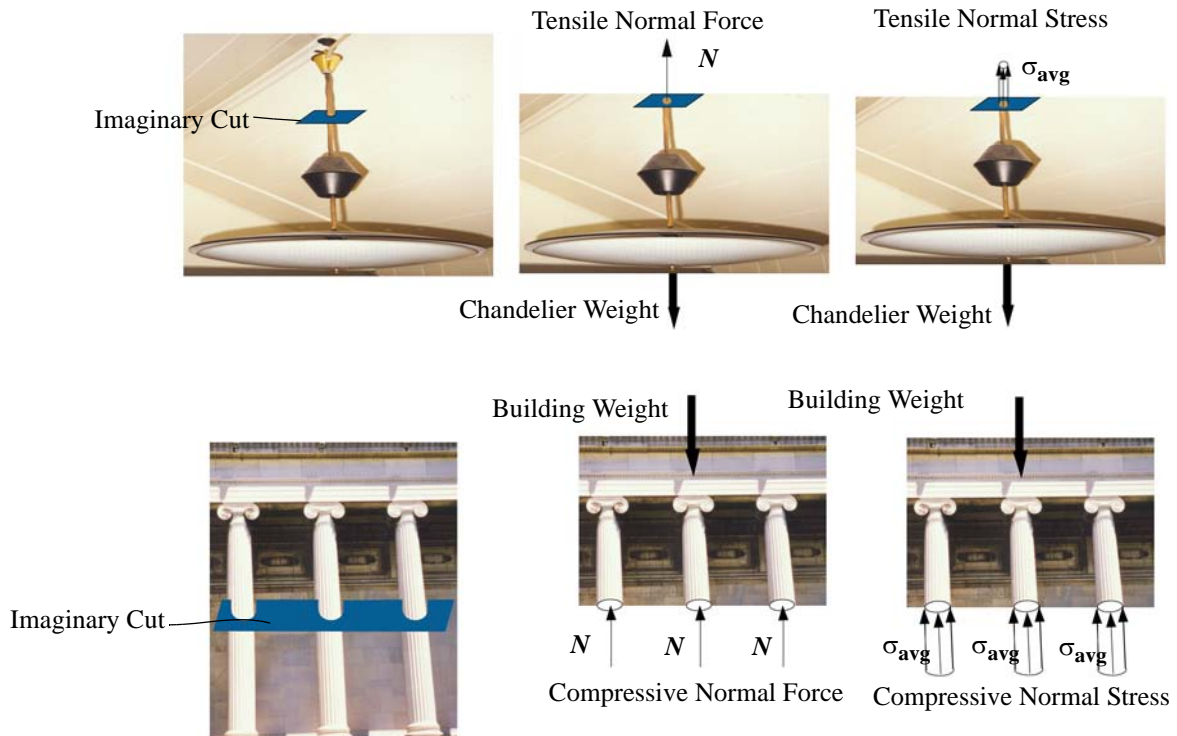 Tensile Normal Force
Tensile Normal Stress
N
σavg
Imaginary Cut
Chandelier Weight
Chandelier Weight
Building Weight
Building Weight
Imaginary Cut
N
N
N
σavg
σavg
σavg
Compressive Normal Force
Compressive Normal Stress